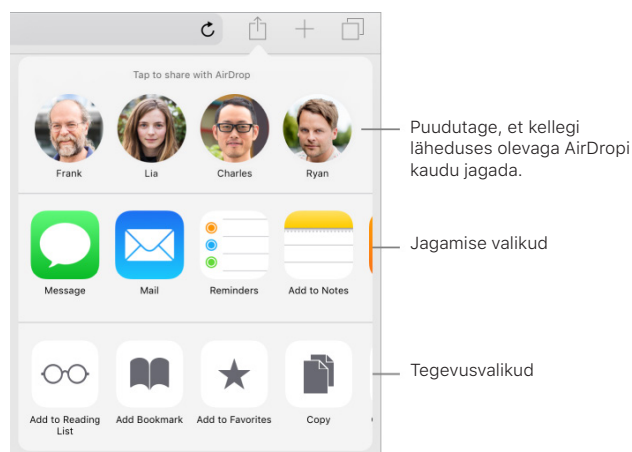 Tap to share with AirDrop
Frank
Lia
Charles
Ryan
Puudutage, et kellegi
läheduses olevaga AirDropi
kaudu jagada.
Message
Mail
Reminders
Add to Notes
Jagamise valikud
Add to Reading
List
Add Bookmark
Add to Favorites
Copy
Tegevusvalikud